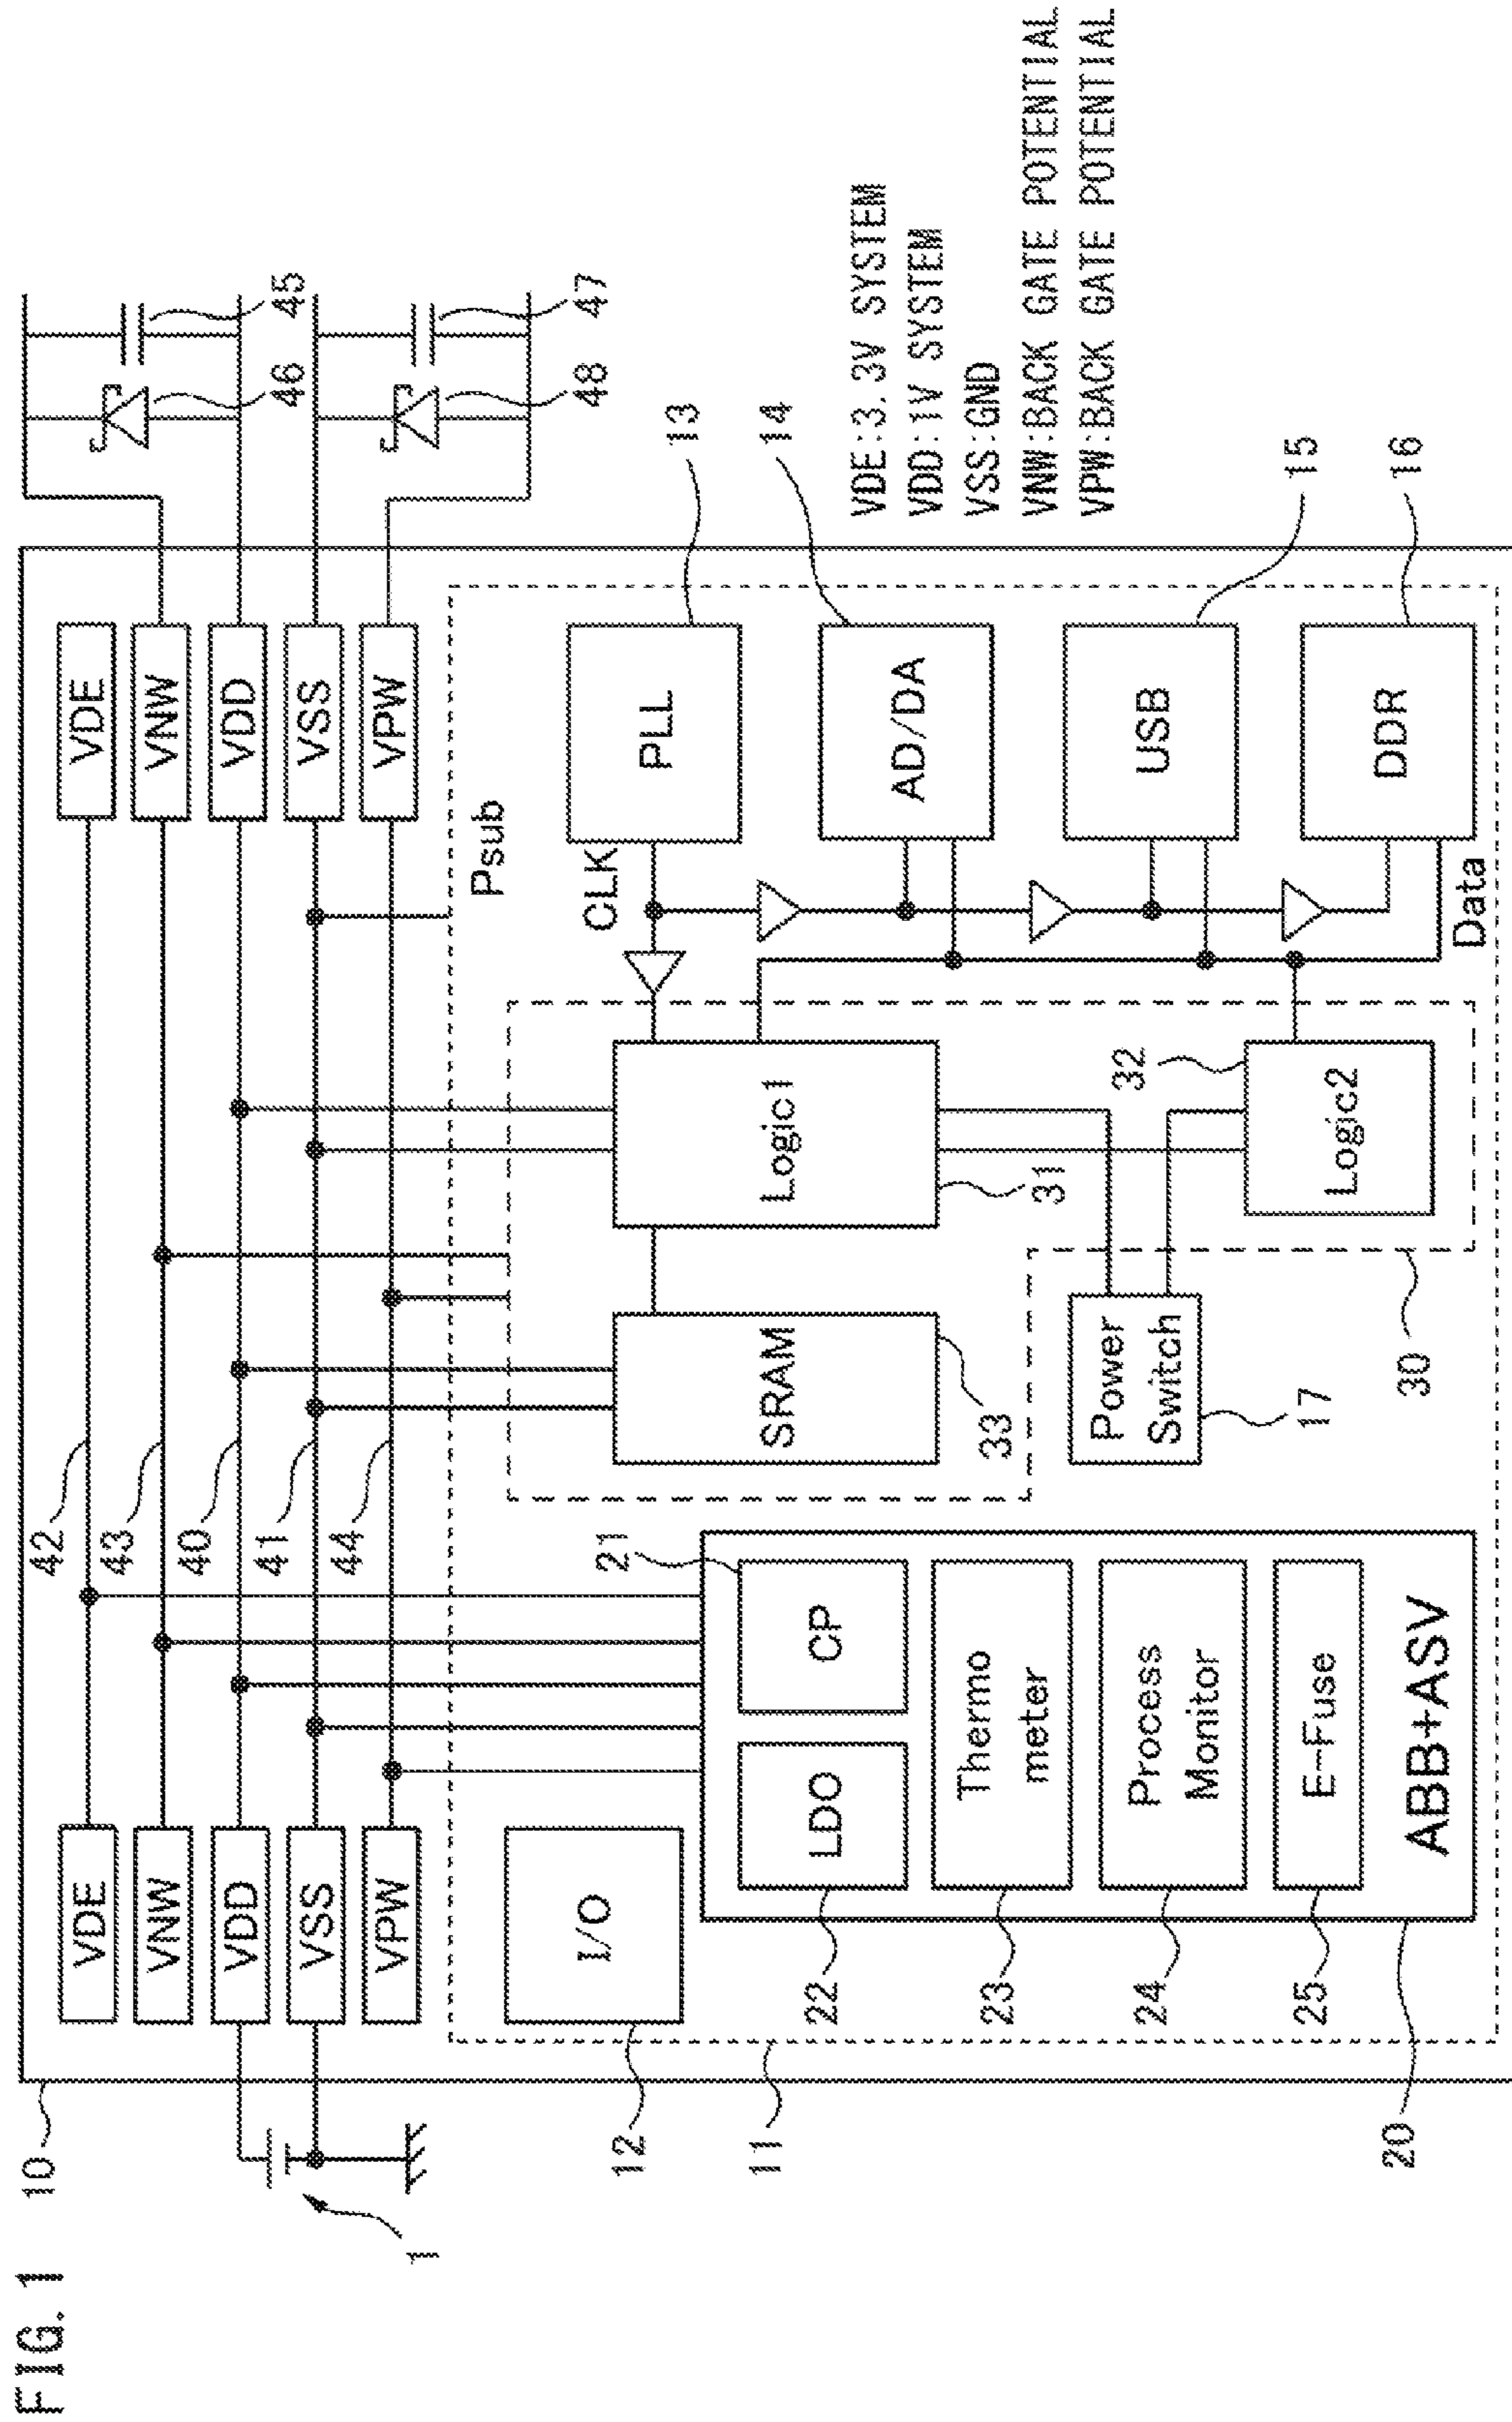 FIG. 1
10
1
VDE
VNW
VDD
VSS
VPW
42
43
40
41
44
VDE
VNW
VDD
VSS
VPW
46
45
48
47
Psub
I/O
12
11
20
ABB+ASV
LDO
22
CP
21
Thermo
meter
23
Process
Monitor
24
E-Fuse
25
SRAM
33
Logic1
31
Logic2
32
Power
Switch
17
30
CLK
Data
PLL
13
AD/DA
14
USB
15
DDR
16
VDE:3.3V SYSTEM
VDD:1V SYSTEM
VSS:GND
VNW:BACK GATE POTENTIAL
VPW:BACK GATE POTENTIAL